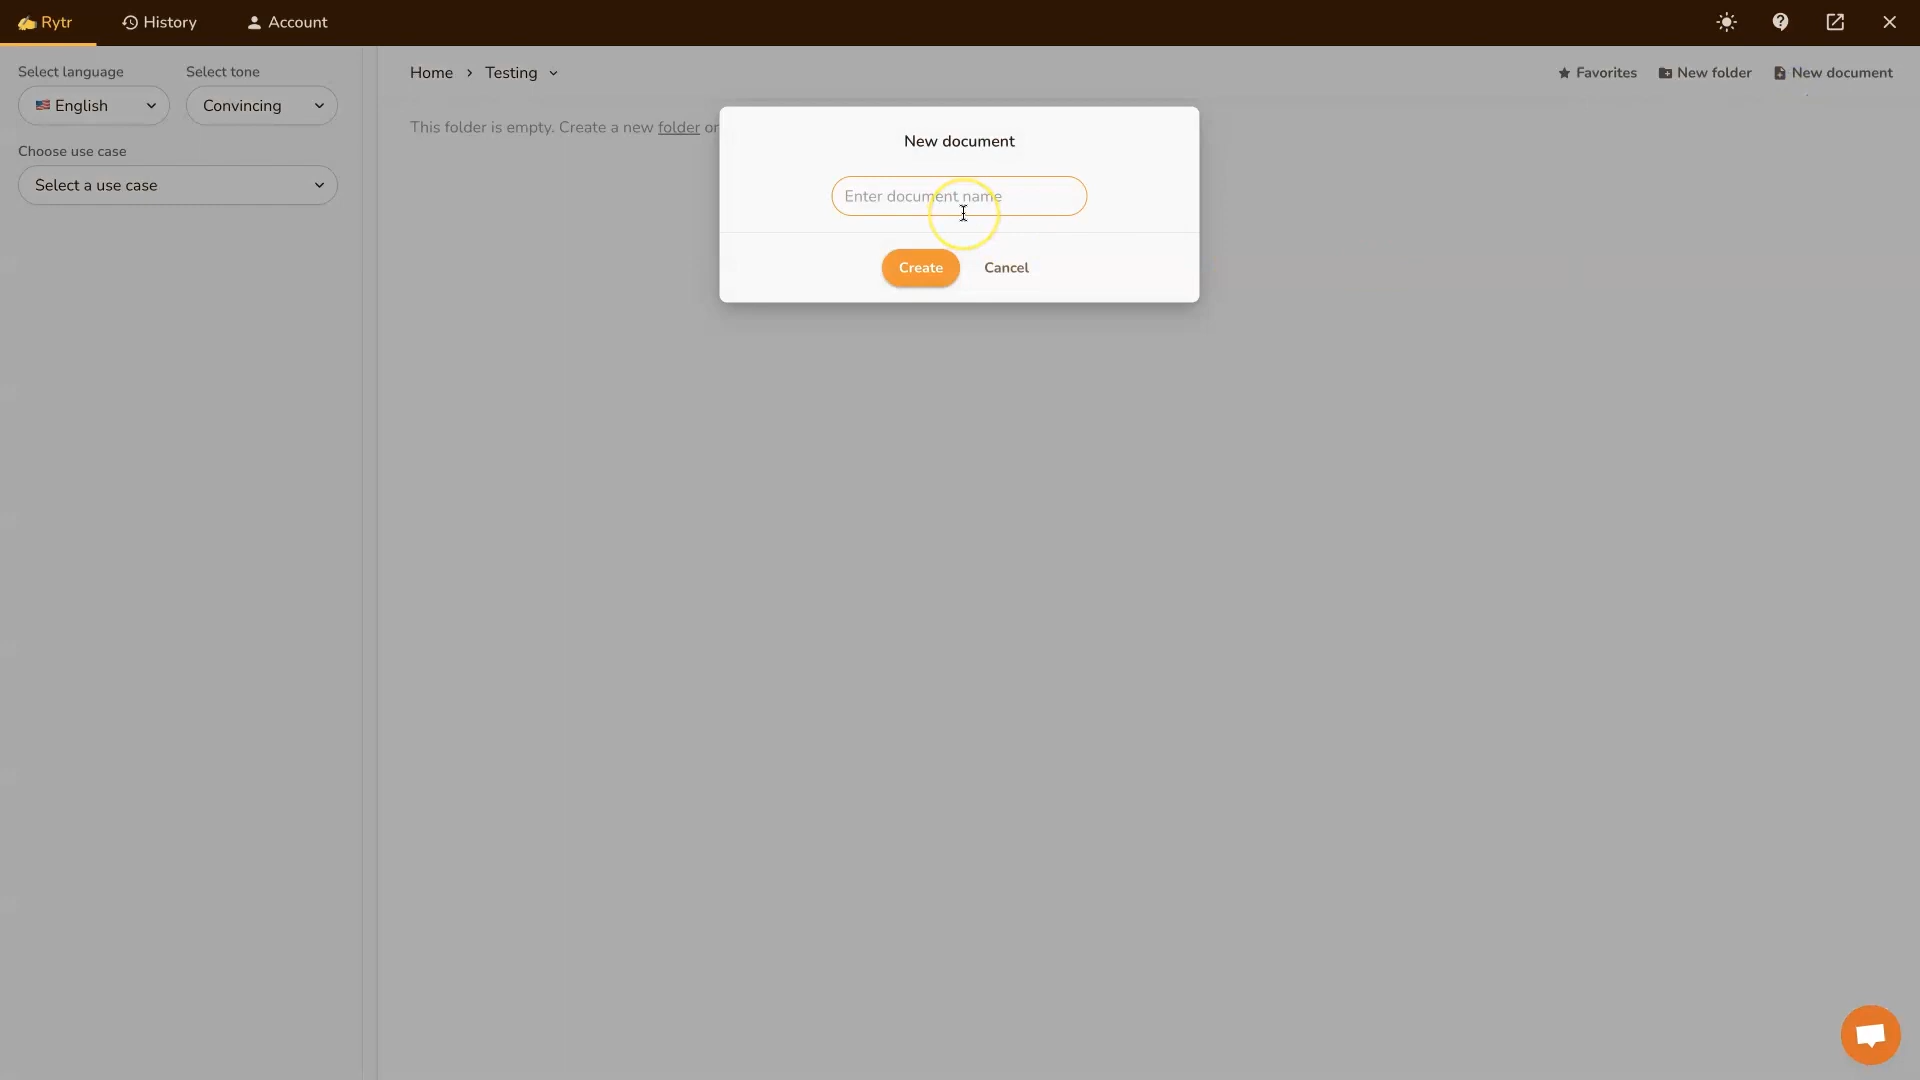 Rytr
History
Account
Select language
Select tone
English
Convincing
Choose use case
Select a use case
Home > Testing
Favorites
New folder
New document
This folder is empty. Create a new folder or
New document
Enter document name
Create
Cancel